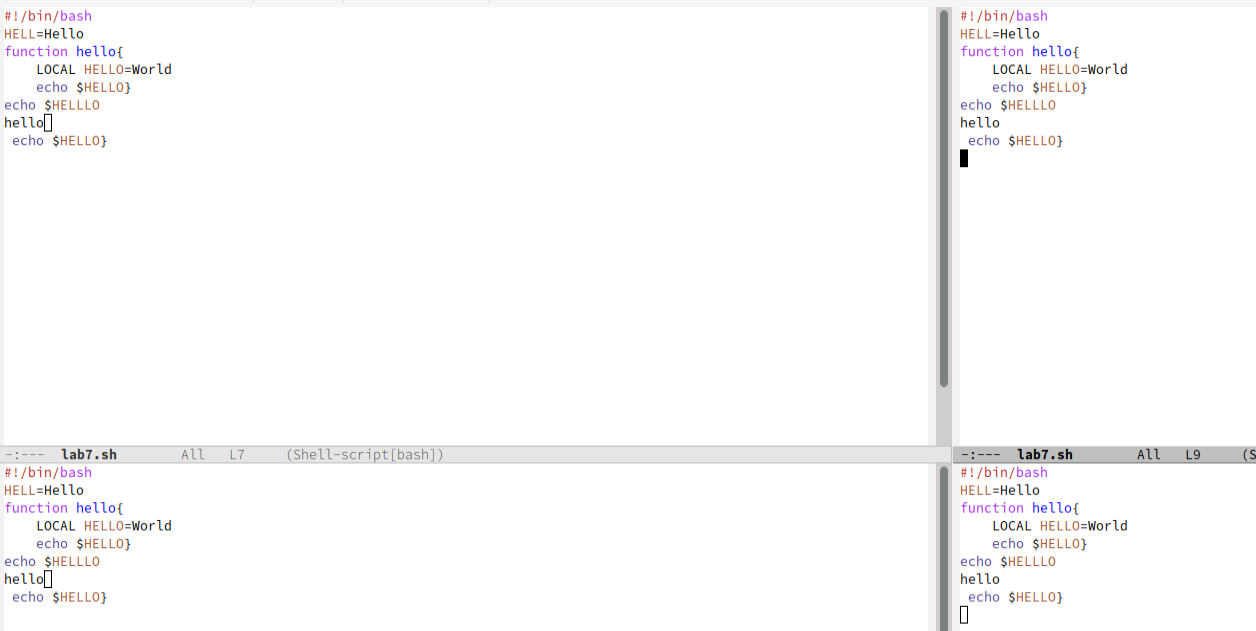 #!/bin/bash
HELL=Hello
function hello{
    LOCAL HELLO=World
    echo $HELLO}
echo $HELLLO
hello
 echo $HELLO}
-:---  lab7.sh        All   L7     (Shell-script[bash])
#!/bin/bash
HELL=Hello
function hello{
    LOCAL HELLO=World
    echo $HELLO}
echo $HELLLO
hello
 echo $HELLO}
#!/bin/bash
HELL=Hello
function hello{
    LOCAL HELLO=World
    echo $HELLO}
echo $HELLLO
hello
 echo $HELLO}
-:---  lab7.sh        All   L9     (S
#!/bin/bash
HELL=Hello
function hello{
    LOCAL HELLO=World
    echo $HELLO}
echo $HELLLO
hello
 echo $HELLO}